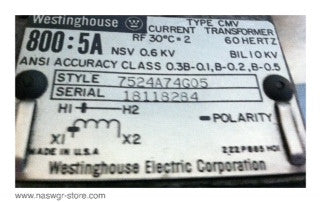 Westinghouse W TYPE CMV
800:5A CURRENT TRANSFORMER
RF 30°C=2 60 HERTZ
NSV 0.6 KV BIL 10 KV
ANSI ACCURACY CLASS 0.3B-0.1, B-0.2, B-0.5
STYLE 7524A74G05
SERIAL 18118284
H1 H2
X1 X2 - POLARITY
MADE IN U.S.A.
Westinghouse Electric Corporation
www.naswgr-store.com